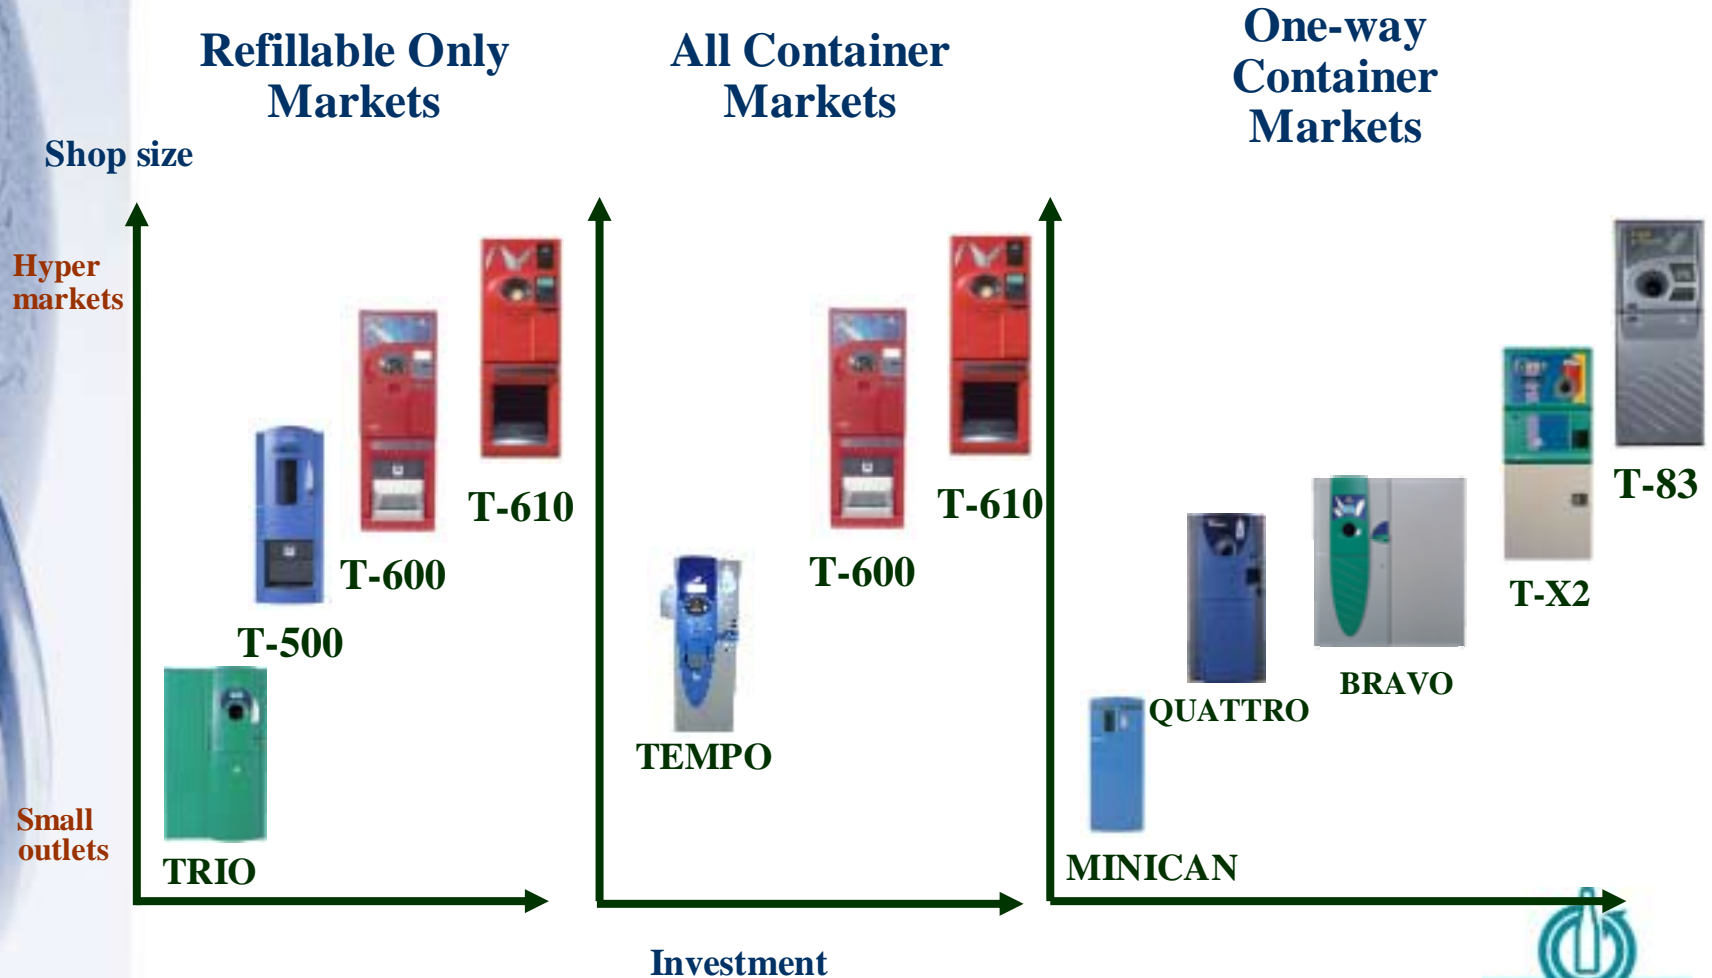 Refillable Only
Markets
All Container
Markets
One-way
Container
Markets
Shop size
Hyper
markets
Small
outlets
T-610
T-600
T-500
TRIO
T-610
T-600
TEMPO
T-83
T-X2
BRAVO
QUATTRO
MINICAN
Investment